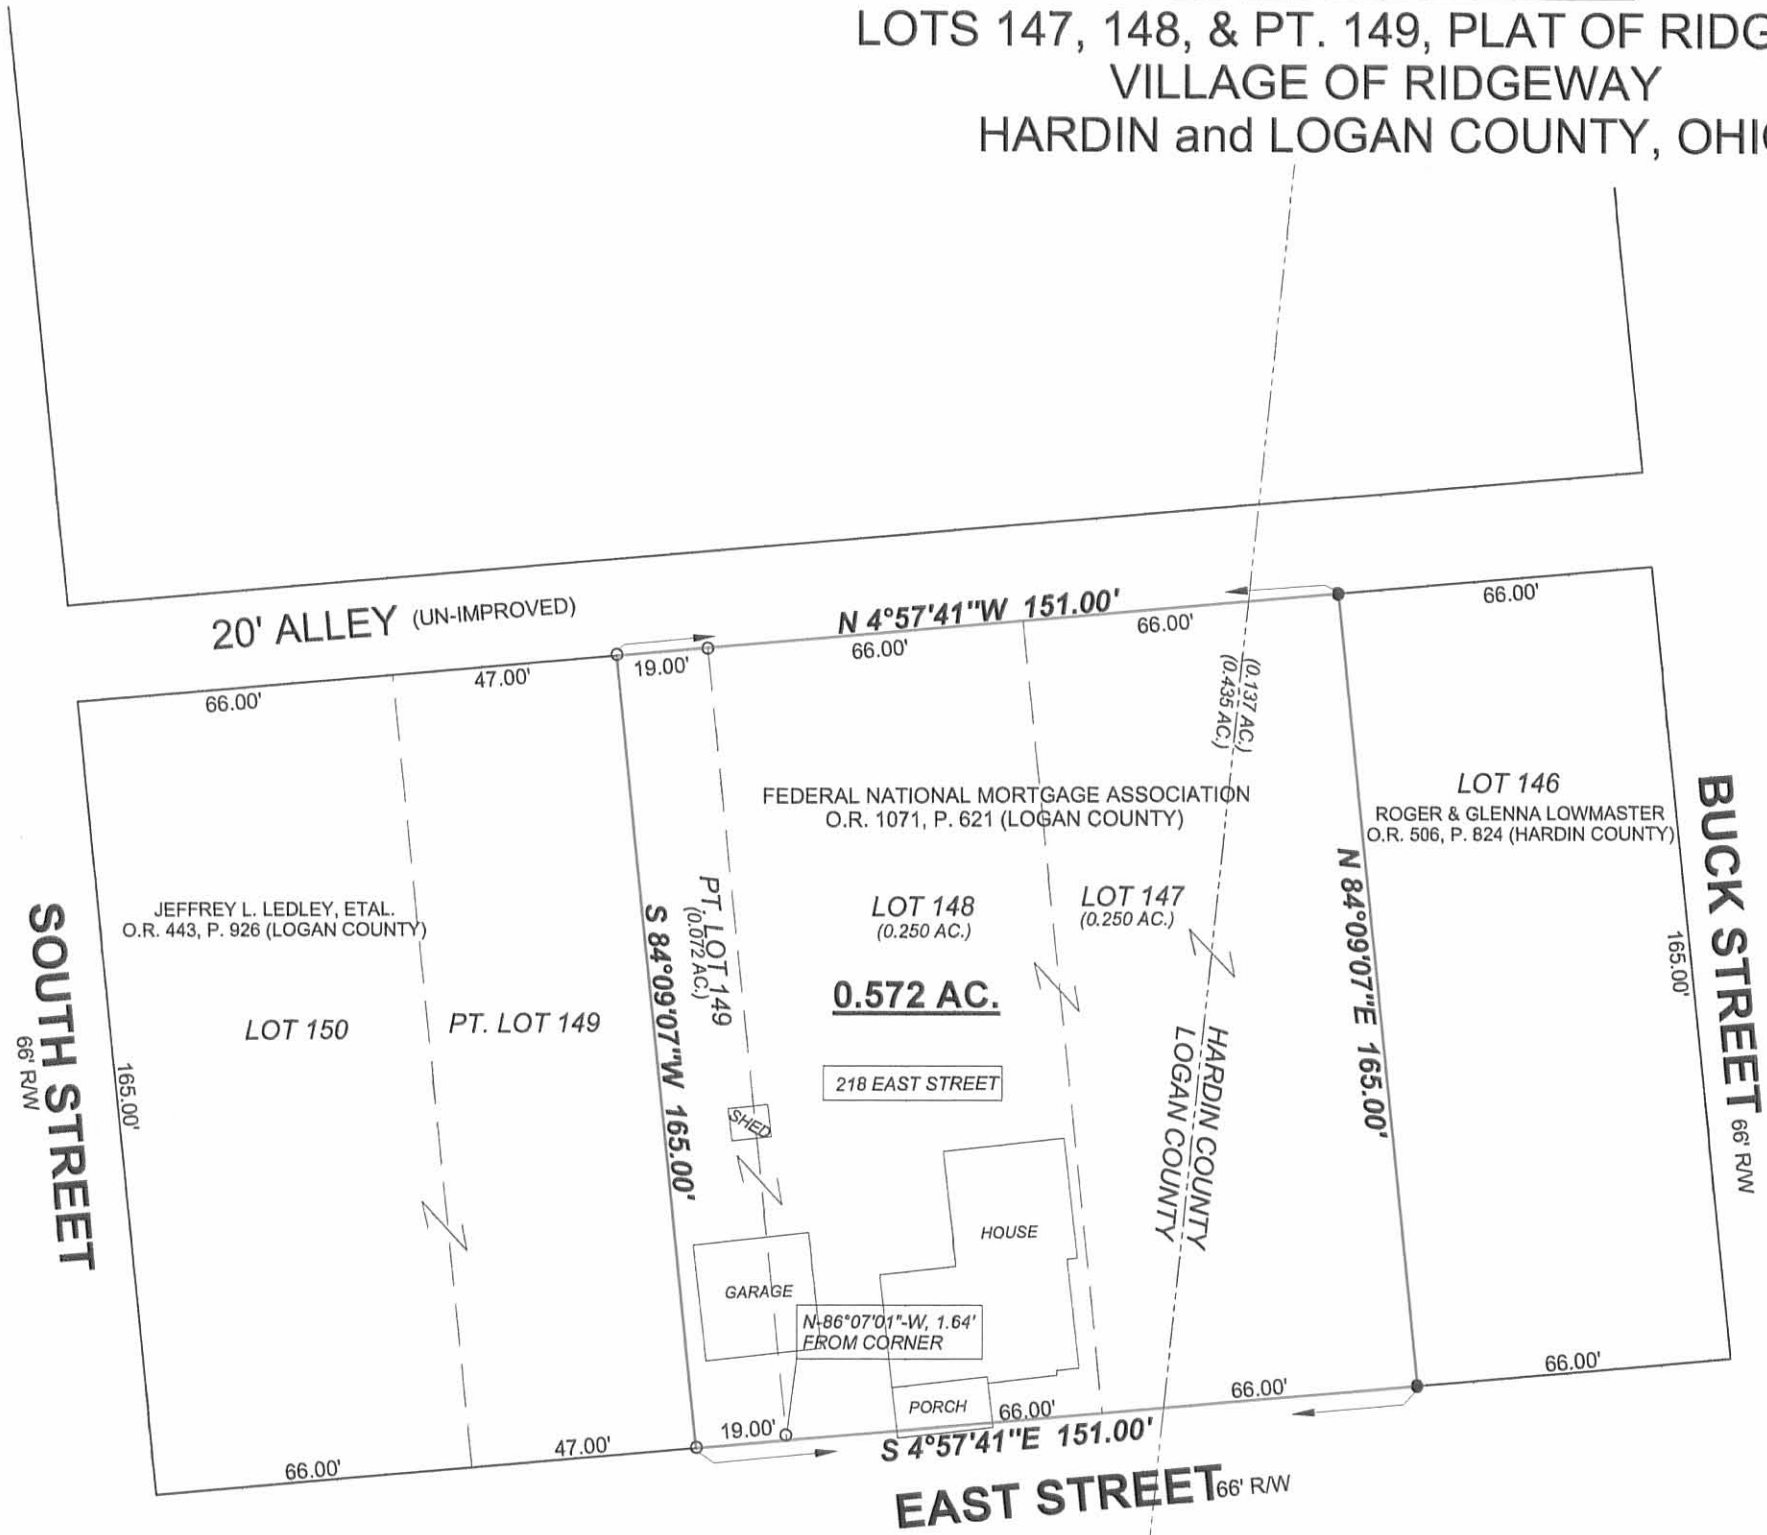 LOTS 147, 148, & PT. 149, PLAT OF RIDG
VILLAGE OF RIDGEWAY
HARDIN and LOGAN COUNTY, OHIO
20' ALLEY (UN-IMPROVED)
N 4°57'41"W 151.00'
66.00'
47.00'
19.00'
66.00'
66.00'
66.00'
(0.137 AC.)
(0.435 AC.)
FEDERAL NATIONAL MORTGAGE ASSOCIATION
O.R. 1071, P. 621 (LOGAN COUNTY)
LOT 146
ROGER & GLENNA LOWMASTER
O.R. 506, P. 824 (HARDIN COUNTY)
JEFFREY L. LEDLEY, ETAL.
O.R. 443, P. 926 (LOGAN COUNTY)
LOT 150
PT. LOT 149
S 84°09'07"W 165.00'
PT. LOT 149
(0.072 AC.)
LOT 148
(0.250 AC.)
LOT 147
(0.250 AC.)
0.572 AC.
218 EAST STREET
N 84°09'07"E 165.00'
165.00'
BUCK STREET 66' R/W
SOUTH STREET
66' R/W
165.00'
HARDIN COUNTY
LOGAN COUNTY
SHED
HOUSE
GARAGE
N-86°07'01"-W, 1.64'
FROM CORNER
PORCH
66.00'
47.00'
19.00'
66.00'
66.00'
66.00'
S 4°57'41"E 151.00'
EAST STREET 66' R/W